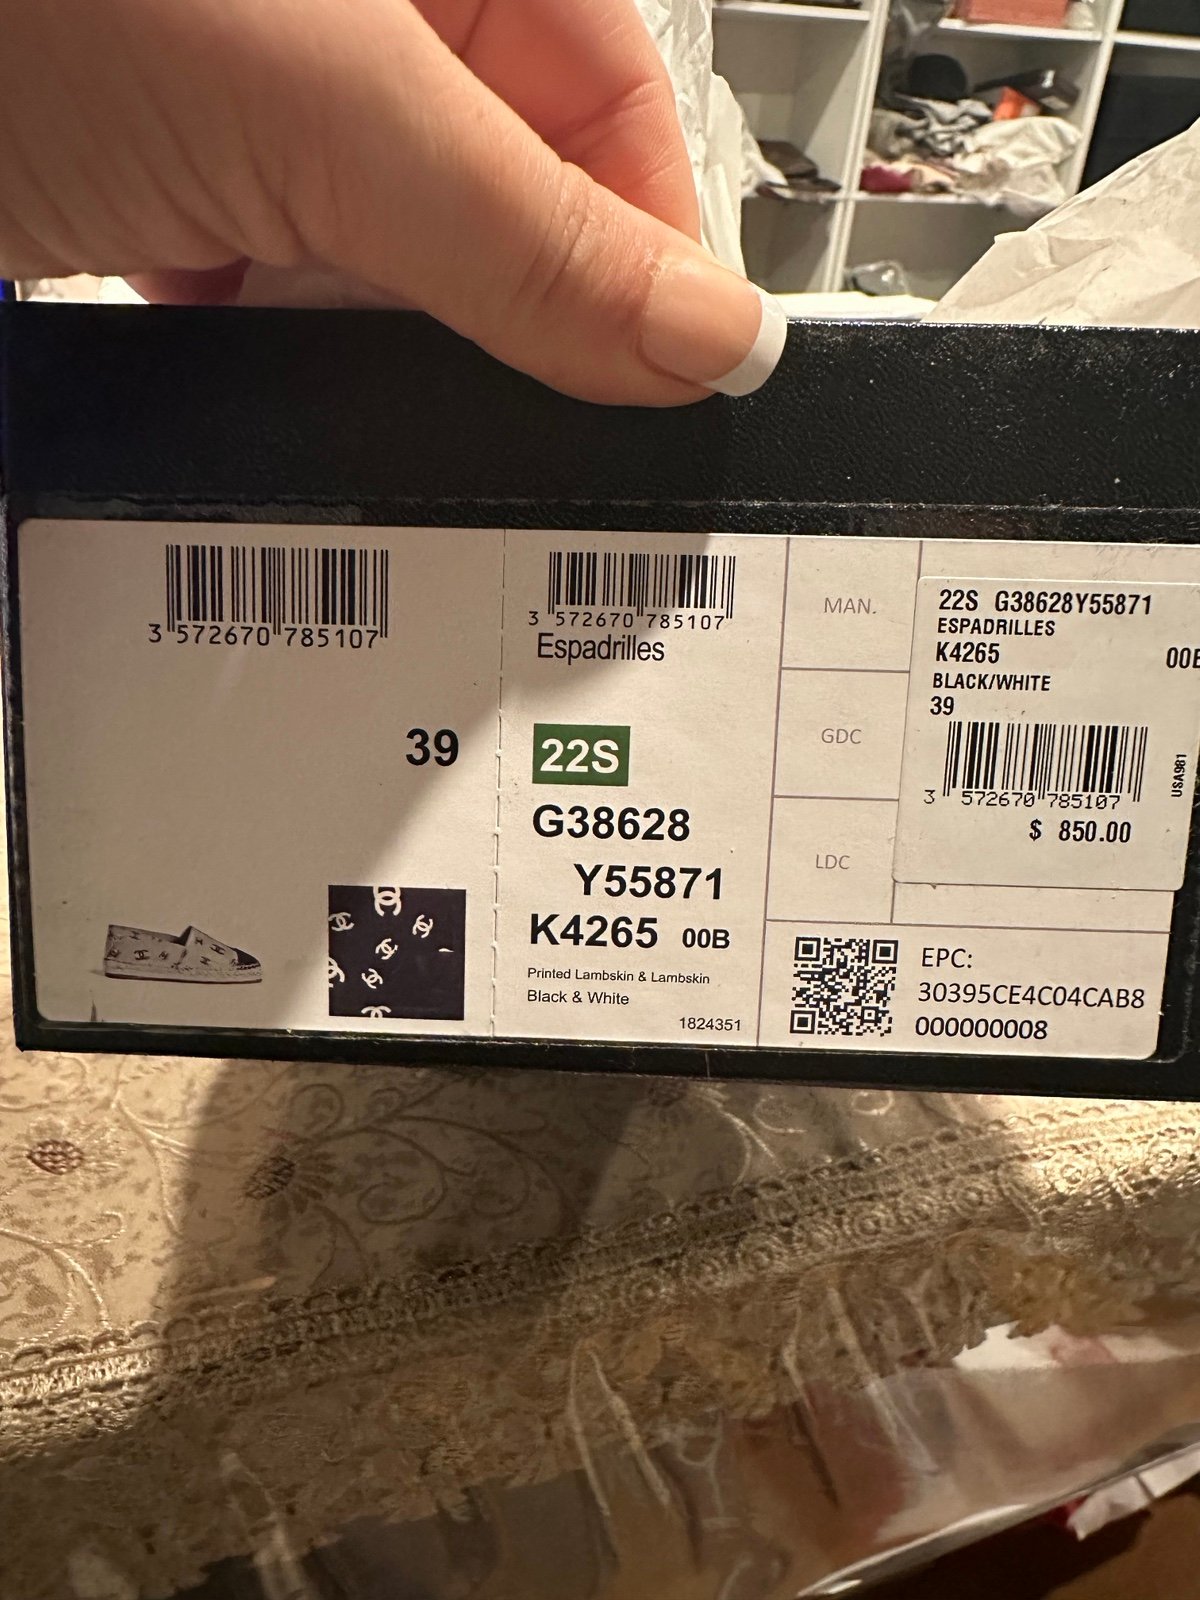 3 572670 785107
39
3 572670 785107
Espadrilles
22S
G38628
Y55871
K4265 00B
Printed Lambskin & Lambskin
Black & White
1824351
MAN.
GDC
LDC
22S G38628Y55871
ESPADRILLES
K4265 00B
BLACK/WHITE
39
3 572670 785107
USA981
$ 850.00
EPC:
30395CE4C04CAB8
000000008